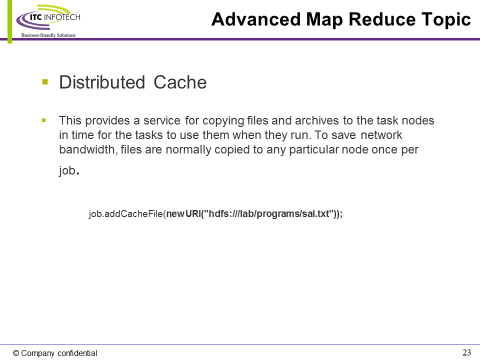 ITC INFOTECH
Business-friendly Solutions
Advanced Map Reduce Topic
Distributed Cache
This provides a service for copying files and archives to the task nodes
in time for the tasks to use them when they run. To save network
bandwidth, files are normally copied to any particular node once per
job.
job.addCacheFile(new URI("hdfs:///lab/programs/sal.txt"));
© Company confidential
23